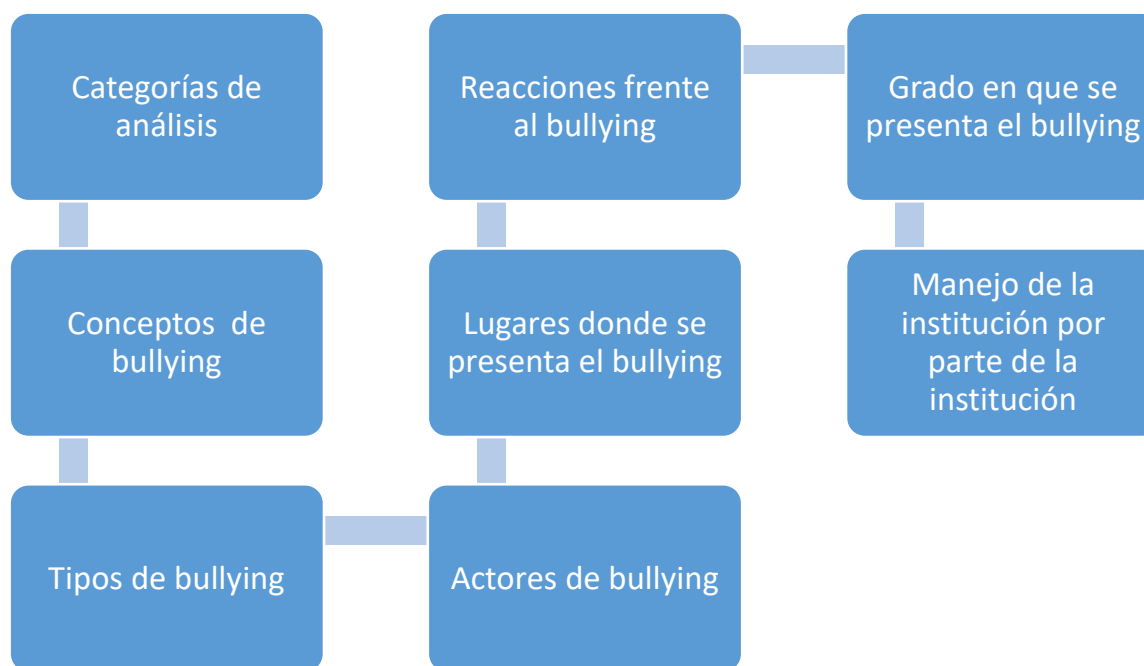 Categorías de
análisis
Conceptos  de
bullying
Tipos de bullying
Actores de bullying
Lugares donde se
presenta el bullying
Reacciones frente
al bullying
Grado en que se
presenta el bullying
Manejo de la
institución por
parte de la
institución